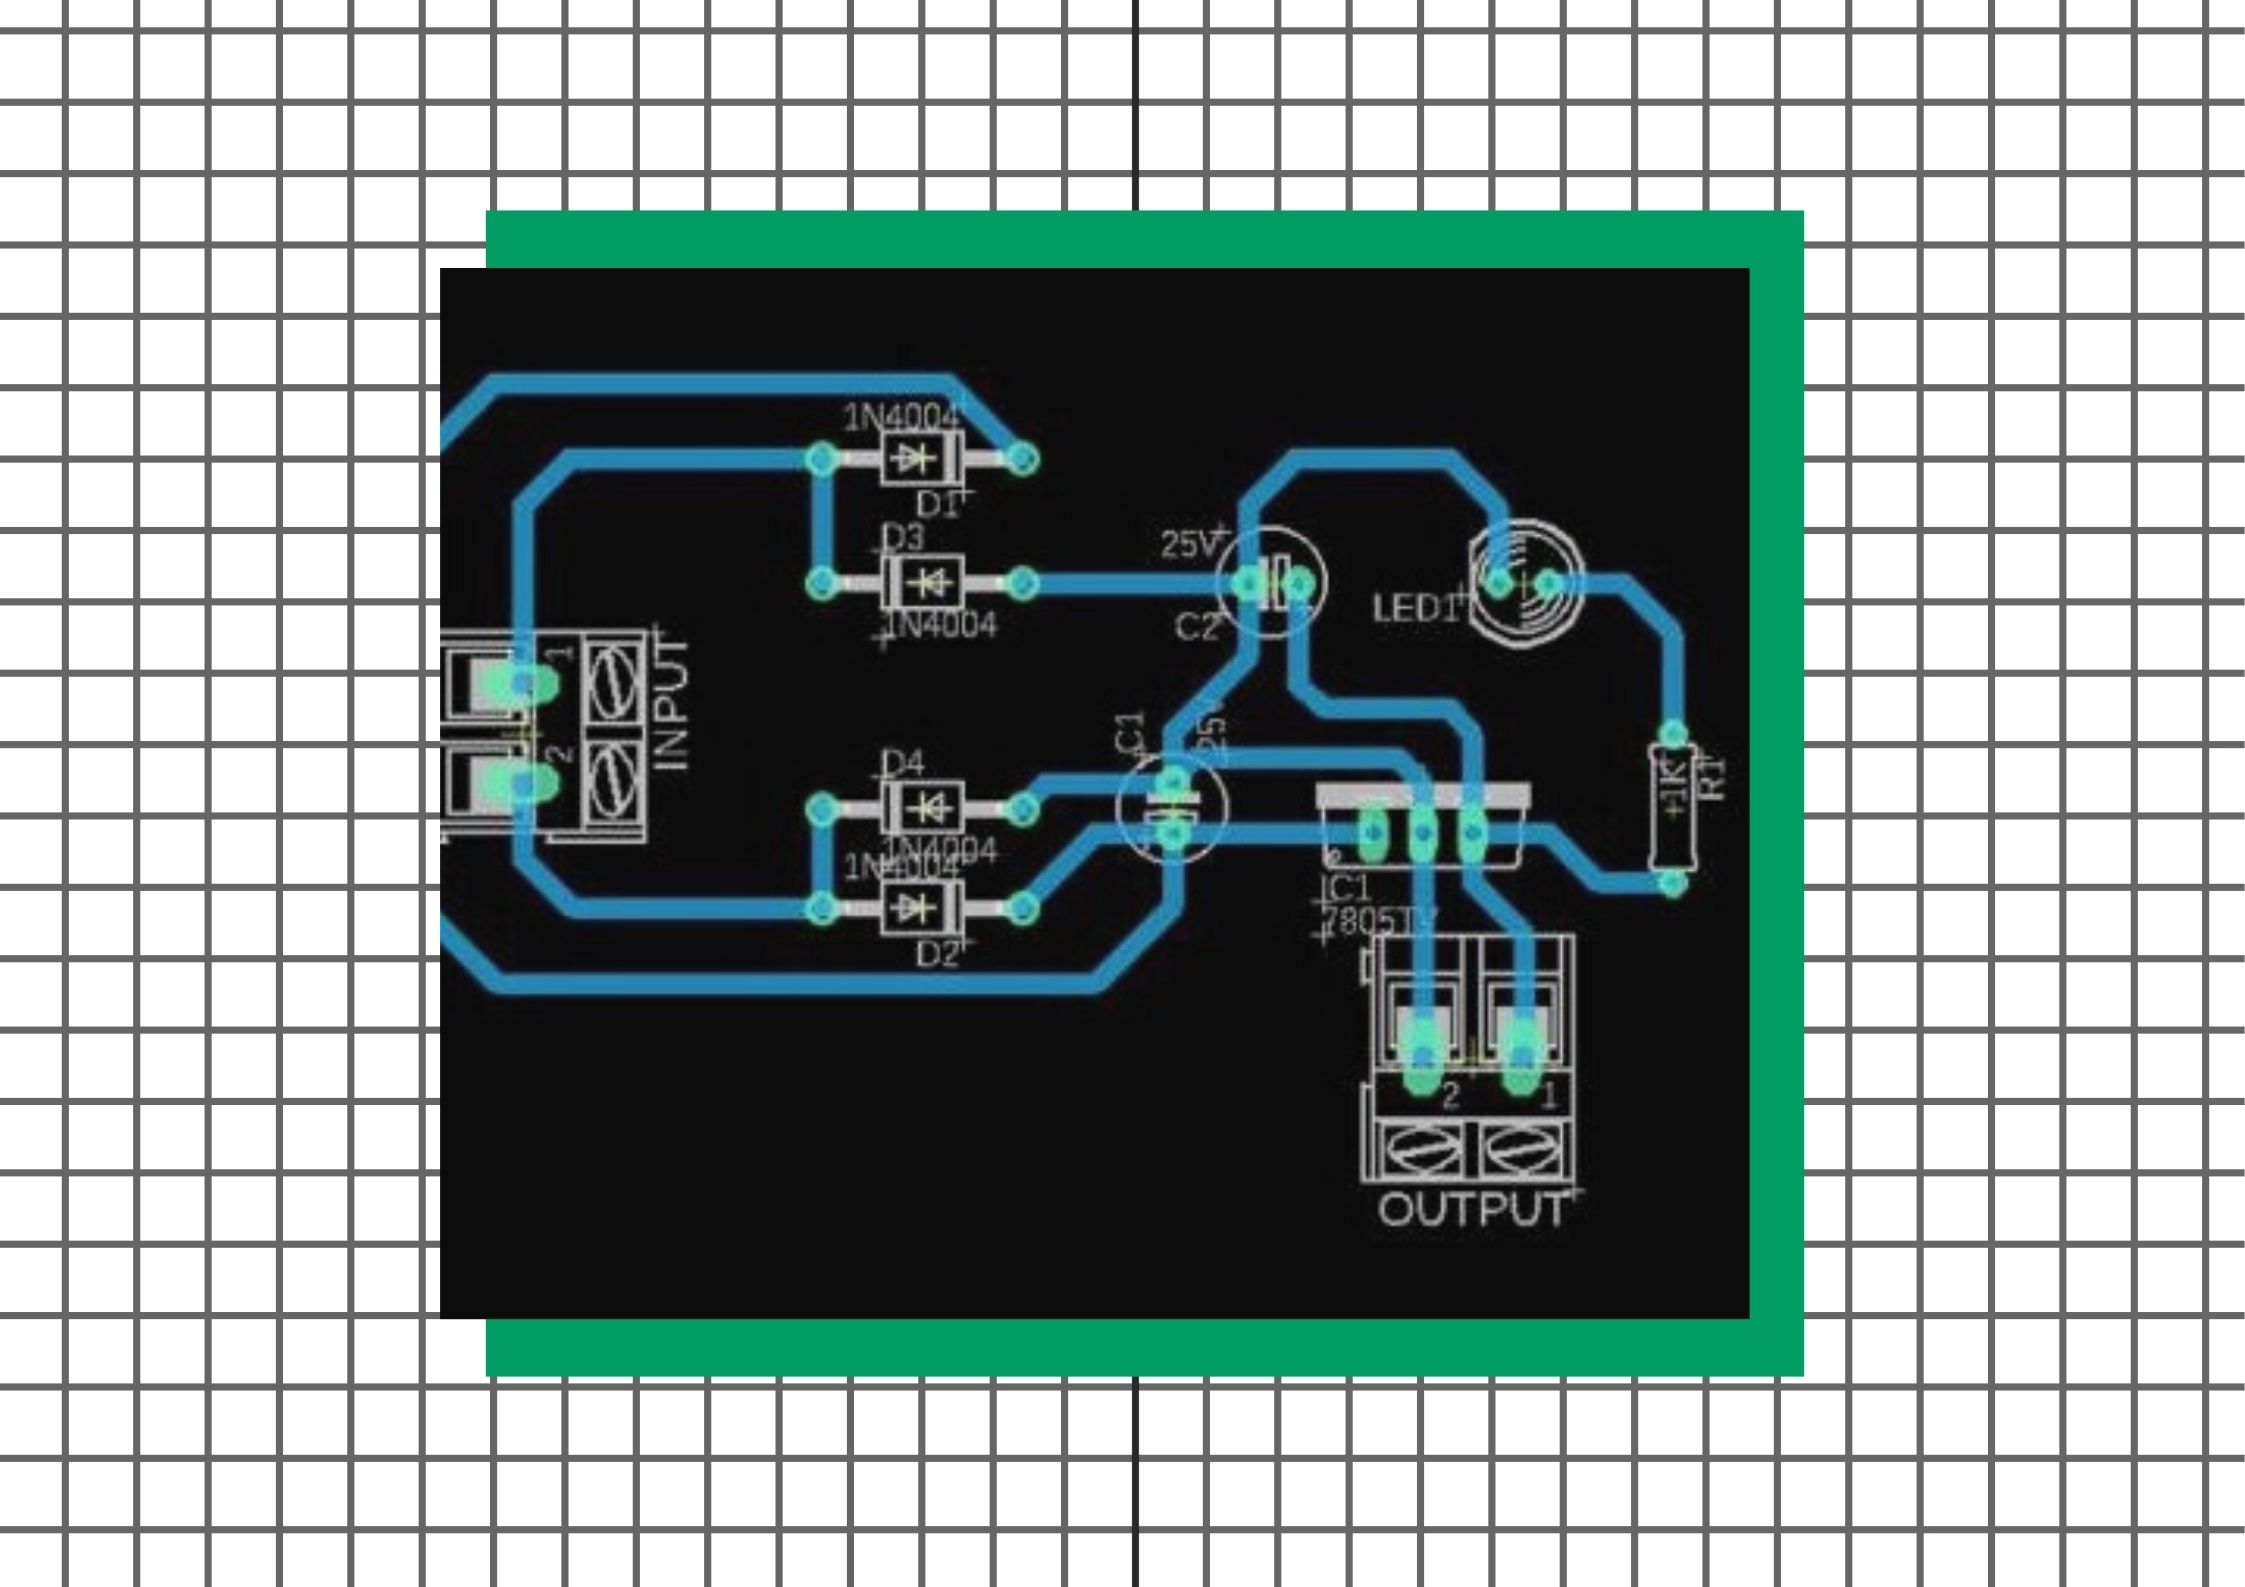 1N4004
D1
D3
1N4004
25V
C2
LED1
1
2
INPUT
C1
25V
D4
1N4004
1N4004
D2
1K
R1
IC1
7805TV
2
1
OUTPUT